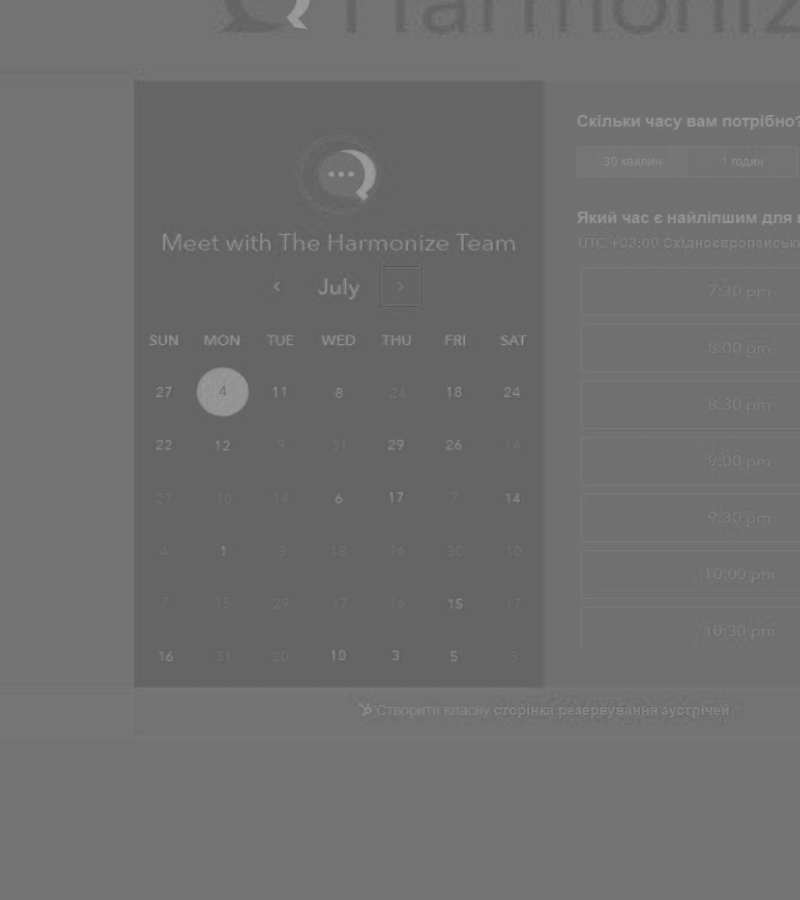 Harmoniz
Meet with The Harmonize Team
July
SUN MON TUE WED THU FRI SAT
27 4 11 8 24 18 24
22 12 9 31 29 26 14
27 10 14 6 17 7 14
4 1 3 18 16 30 10
7 15 29 17 16 15 17
16 31 20 10 3 5 3
Скільки часу вам потрібно?
30 хвилин 1 годин
Який час є найліпшим для
UTC +03:00 Східноєвропейськ
7:30 pm
8:00 pm
8:30 pm
9:00 pm
9:30 pm
10:00 pm
10:30 pm
Створити власну сторінка резервування зустрічей